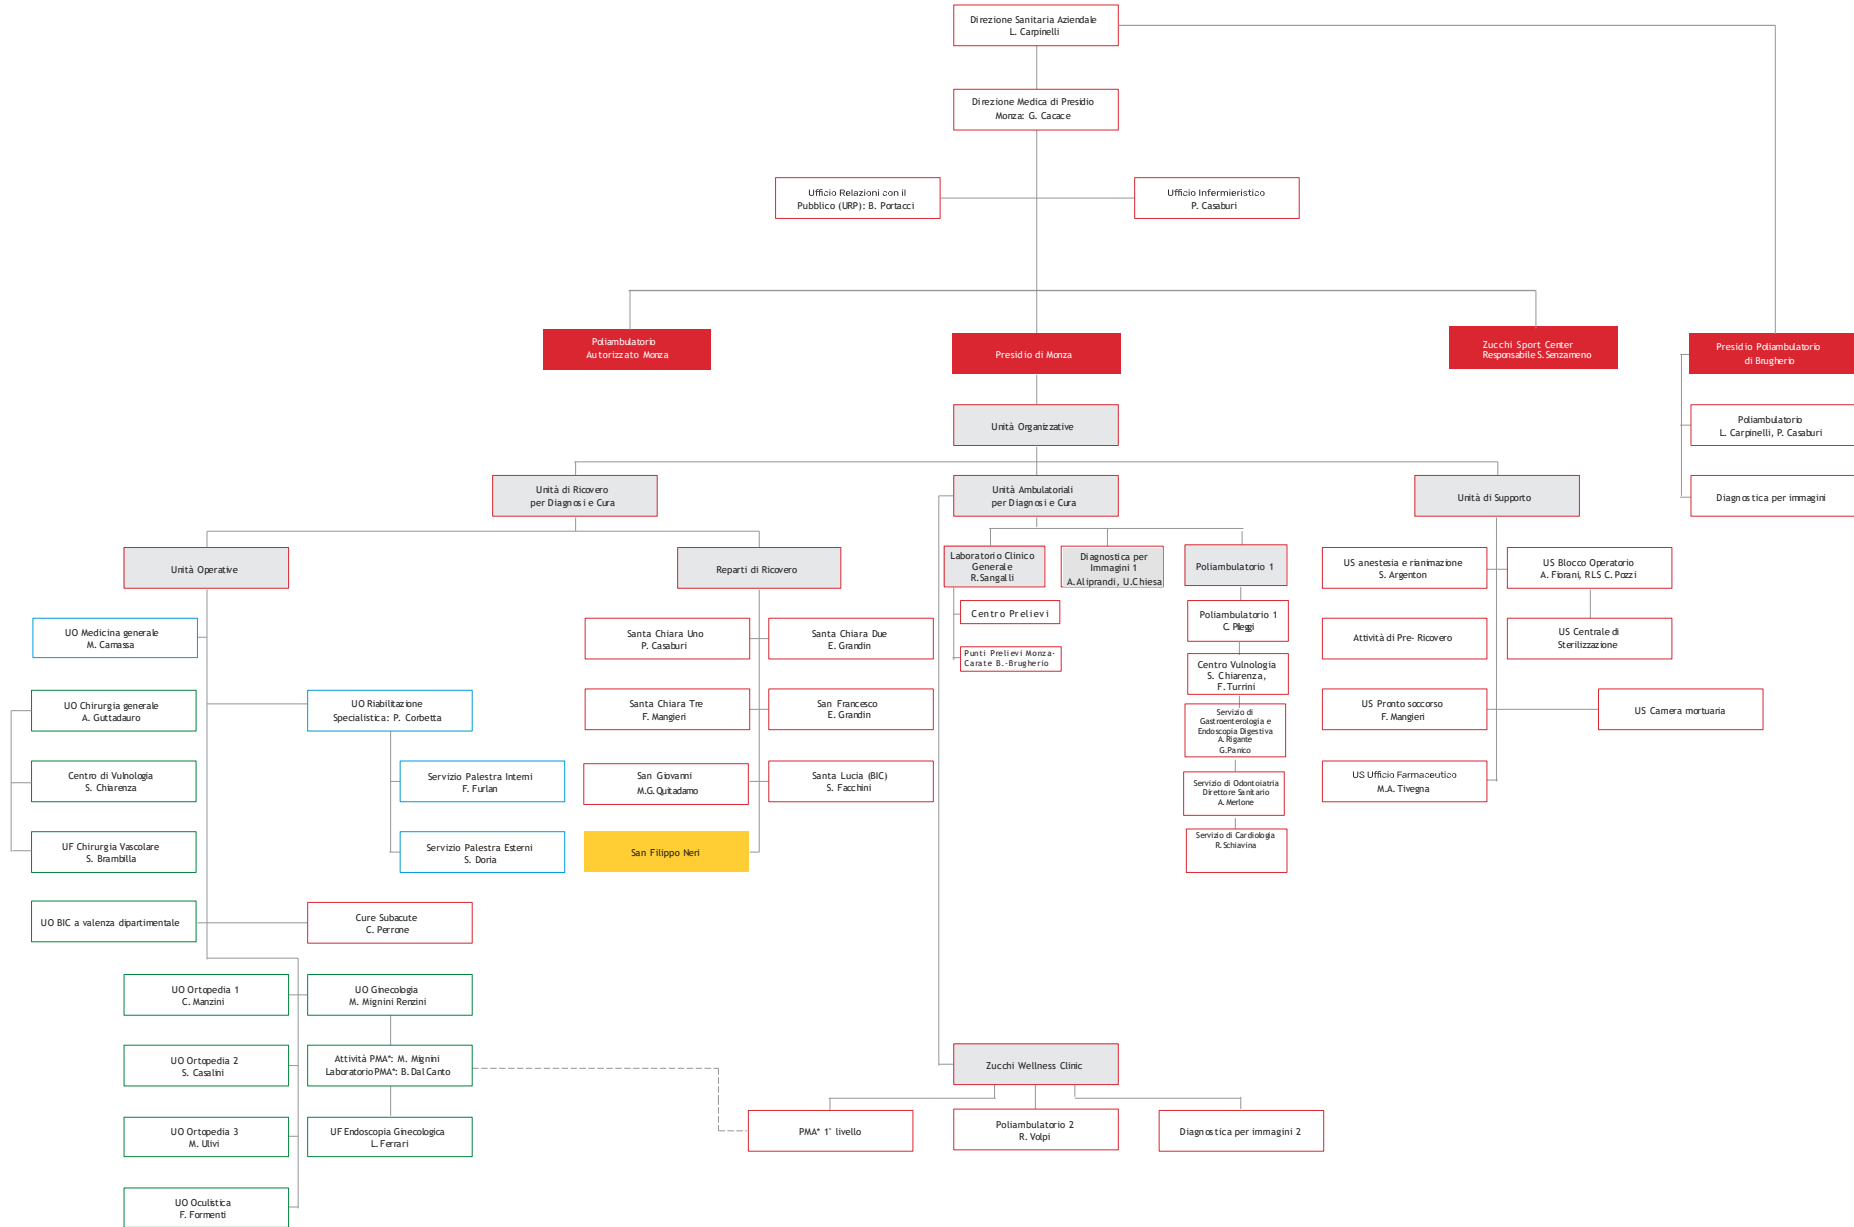 Direzione Sanitaria Aziendale
L. Carpinelli
Direzione Medica di Presidio
Monza: G. Cacace
Ufficio Relazioni con il
Pubblico (URP): B. Portacci
Ufficio Infermieristico
P. Casaburi
Poliambulatorio
Autorizzato Monza
Presidio di Monza
Zucchi Sport Center
Responsabile S. Senzameno
Presidio Poliambulatorio
di Brugherio
Unità Organizzative
Poliambulatorio
L. Carpinelli, P. Casaburi
Diagnostica per immagini
Unità di Ricovero
per Diagnosi e Cura
Unità Ambulatoriali
per Diagnosi e Cura
Unità di Supporto
Unità Operative
Reparti di Ricovero
Laboratorio Clinico
Generale
R.Sangalli
Diagnostica per
Immagini 1
A.Aliprandi, U.Chiesa
Poliambulatorio 1
US anestesia e rianimazione
S. Argenton
US Blocco Operatorio
A. Fiorani, RLS C. Pozzi
Centro Prelievi
Punti Prelievi Monza-
Carate B.-Brugherio
Poliambulatorio 1
C. Pileggi
Attività di Pre- Ricovero
US Centrale di
Sterilizzazione
UO Medicina generale
M. Camassa
Santa Chiara Uno
P. Casaburi
Santa Chiara Due
E. Grandin
Centro Vulnologia
S. Chiarenza,
F. Turrini
UO Chirurgia generale
A. Guttadauro
UO Riabilitazione
Specialistica: P. Corbetta
Santa Chiara Tre
F. Mangieri
San Francesco
E. Grandin
Servizio di
Gastroenterologia e
Endoscopia Digestiva
A. Rigante
G.Panico
US Pronto soccorso
F. Mangieri
US Camera mortuaria
Centro di Vulnologia
S. Chiarenza
Servizio Palestra Interni
F. Furlan
San Giovanni
M.G.Quitadamo
Santa Lucia (BIC)
S. Facchini
Servizio di Odontoiatria
Direttore Sanitario
A. Merlone
US Ufficio Farmaceutico
M.A. Tivegna
UF Chirurgia Vascolare
S. Brambilla
Servizio Palestra Esterni
S. Doria
San Filippo Neri
Servizio di Cardiologia
R.Schiavina
UO BIC a valenza dipartimentale
Cure Subacute
C. Perrone
UO Ortopedia 1
C. Manzini
UO Ginecologia
M. Mignini Renzini
UO Ortopedia 2
S. Casalini
Attività PMA*: M. Mignini
Laboratorio PMA*: B. Dal Canto
Zucchi Wellness Clinic
UO Ortopedia 3
M. Ulivi
UF Endoscopia Ginecologica
L. Ferrari
PMA* 1° livello
Poliambulatorio 2
R. Volpi
Diagnostica per immagini 2
UO Oculistica
F. Formenti